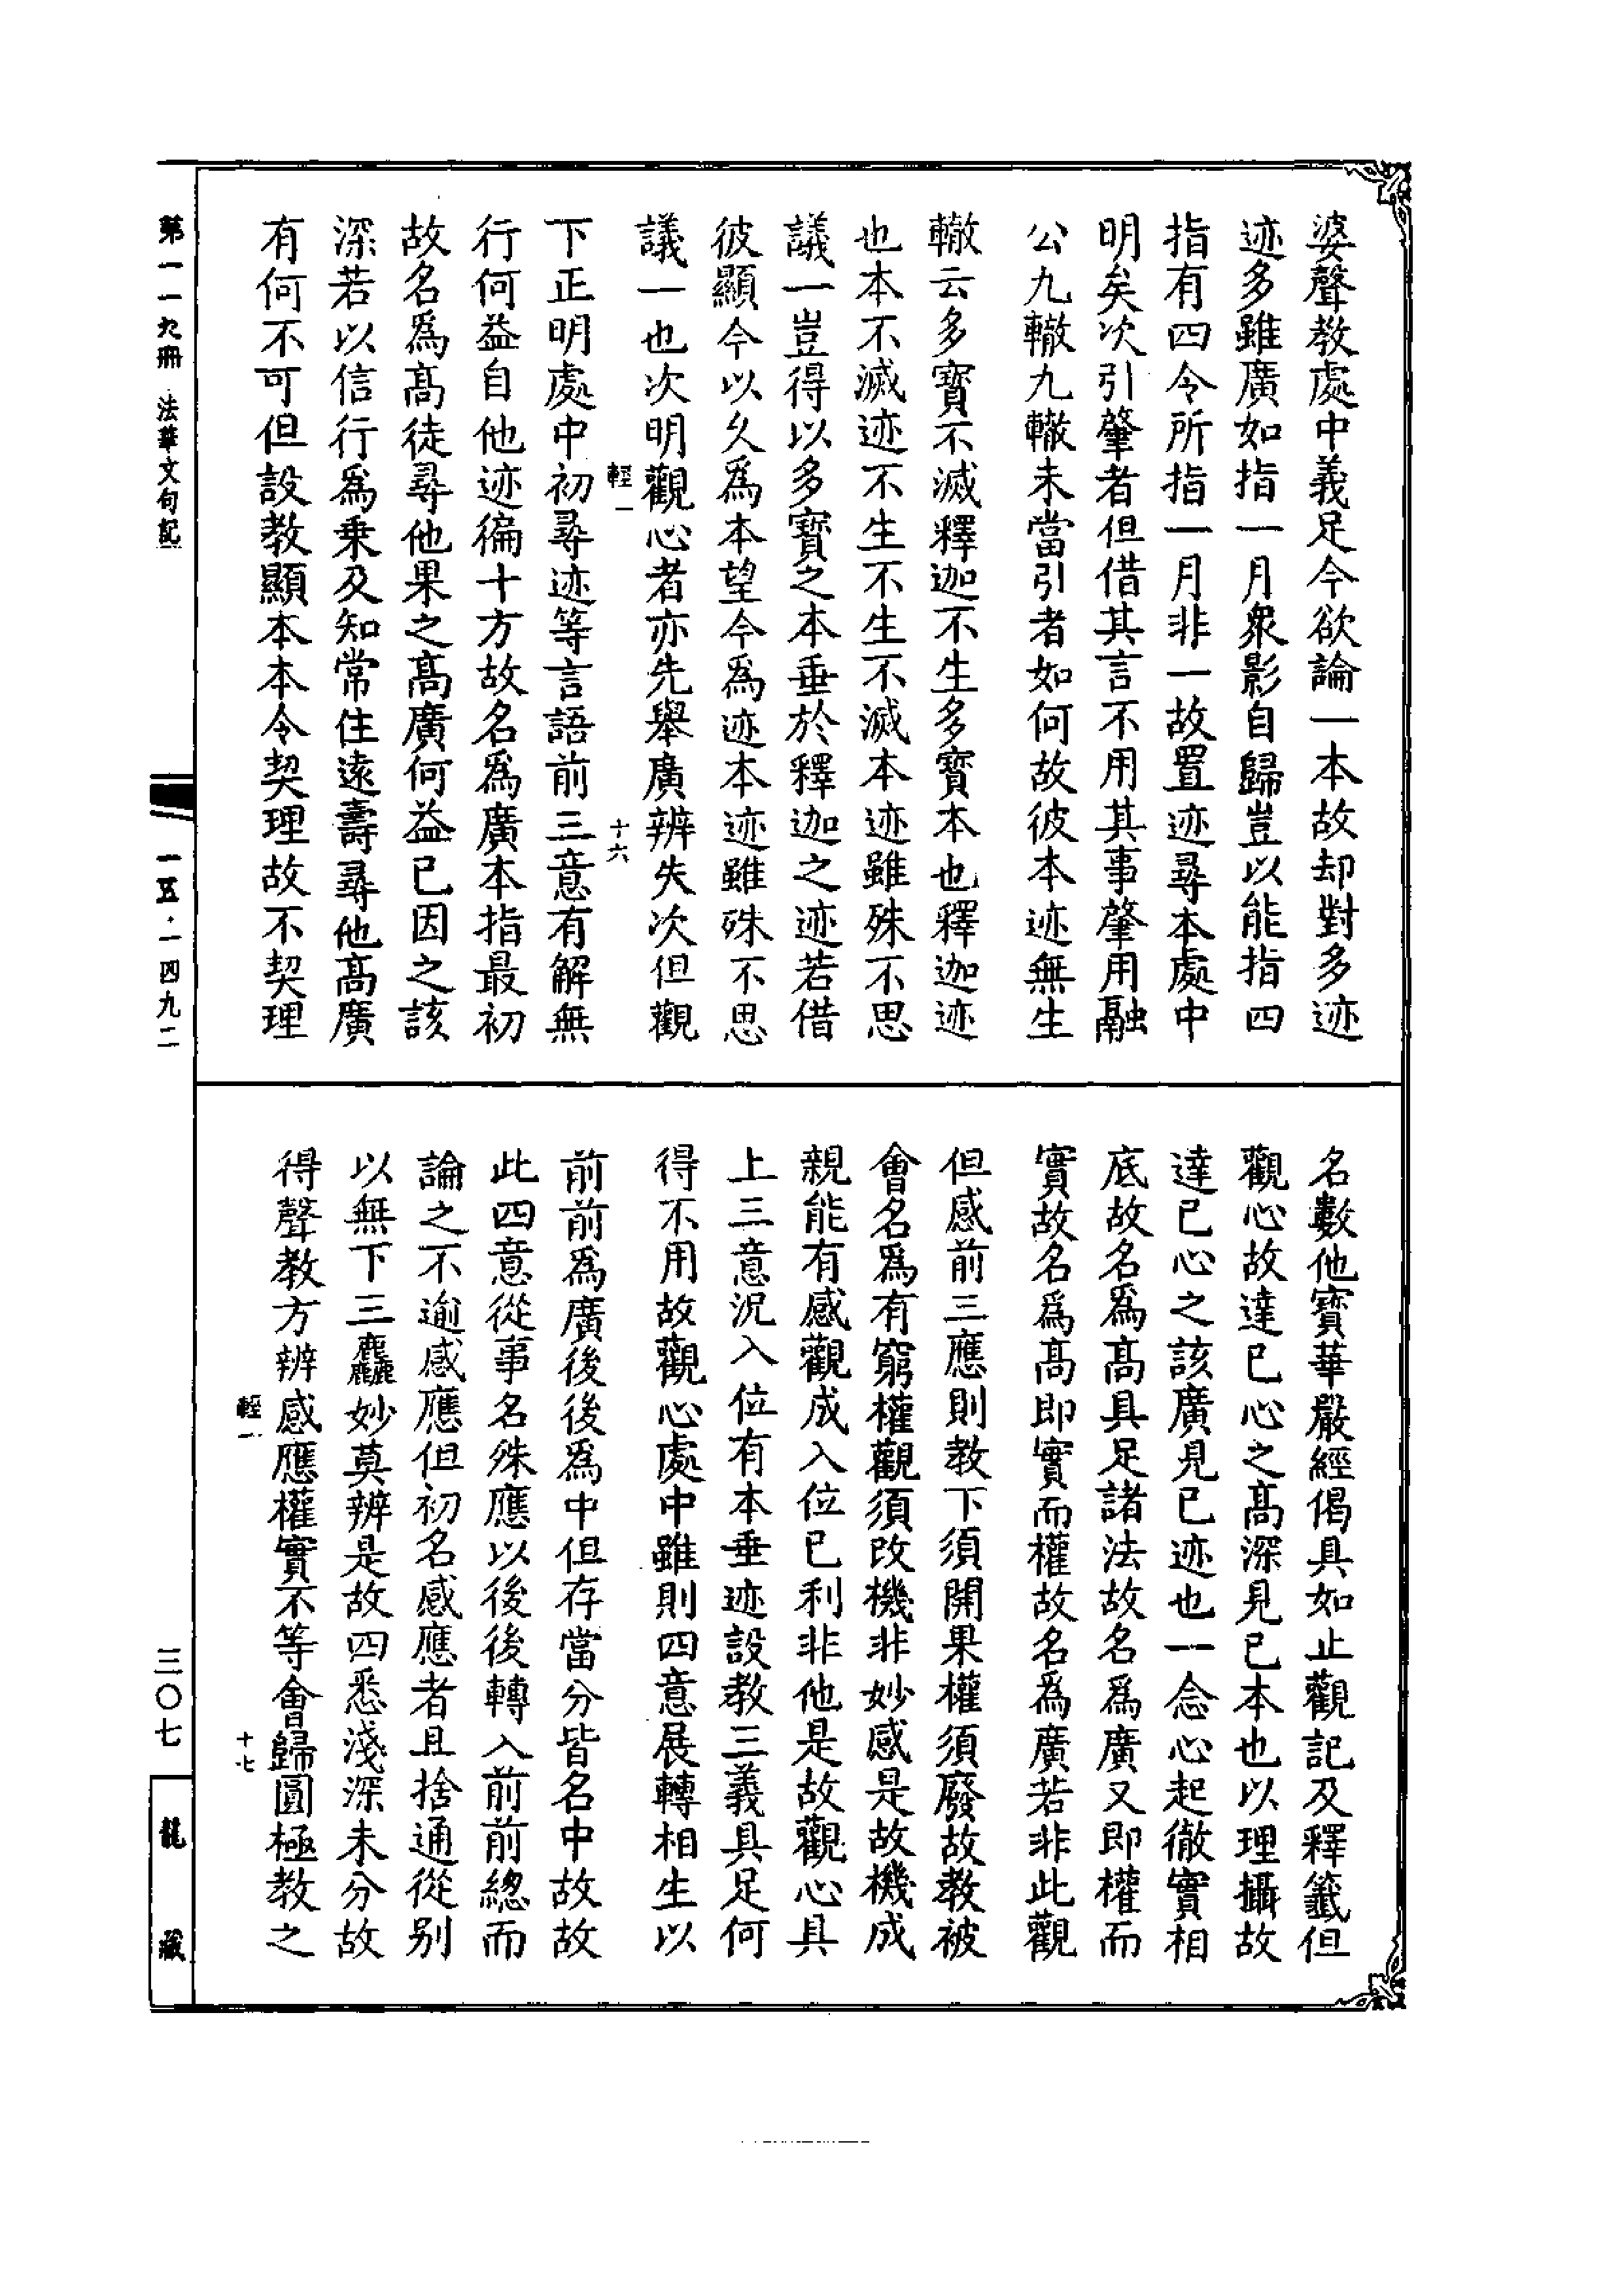 婆聲教處中義足今欲論一本故却對多迹
迹多雖廣如指一月衆影自歸豈以能指四
指有四令所指一月非一故置迹尋本處中
明矣次引肇者但借其言不用其事肇用融
公九轍九轍未當引者如何故彼本迹無生
轍云多寳不滅釋迦不生多寳本也釋迦迹
也本不滅迹不生不生不滅本迹雖殊不思
議一豈得以多寳之本垂於釋迦之迹若借
彼顯今以久爲本望今爲迹本迹雖殊不思
議一也次明觀心者亦先舉廣辨失次但觀
輕一
十六
下正明處中初尋迹等言語前三意有解無
行何益自他迹徧十方故名爲廣本指最初
故名爲髙徒尋他果之髙廣何益已因之該
深若以信行爲乗及知常住遠壽尋他髙廣
有何不可但設教顯本本令契理故不契理
名數他寳華嚴經偈具如止觀記及釋籤但
觀心故達已心之髙深見已本也以理攝故
達已心之該廣見已迹也一念心起徹實相
底故名爲髙具足諸法故名爲廣又即權而
實故名爲髙即實而權故名爲廣若非此觀
但感前三應則教下須開果權須廢故教被
會名爲有窮權觀須改機非妙感是故機成
親能有感觀成入位已利非他是故觀心具
上三意況入位有本垂迹設教三義具足何
得不用故觀心處中雖則四意展轉相生以
前前爲廣後後爲中但存當分皆名中故故
此四意從事名殊應以後後轉入前前總而
論之不逾感應但初名感應者且捨通從别
以無下三麤妙莫辨是故四悉淺深未分故
得聲教方辨感應權實不等會歸圓極教之
輕一
十七
第一一九冊　法華文句記
一五·一四九二
三〇七
龍藏